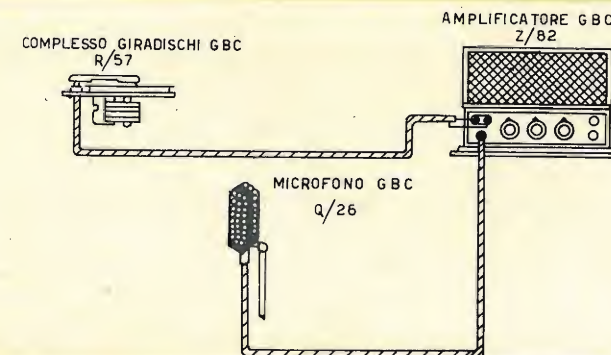 COMPLESSO GIRADISCHI GBC
R/57
AMPLIFICATORE GBC
Z/82
MICROFONO GBC
Q/26